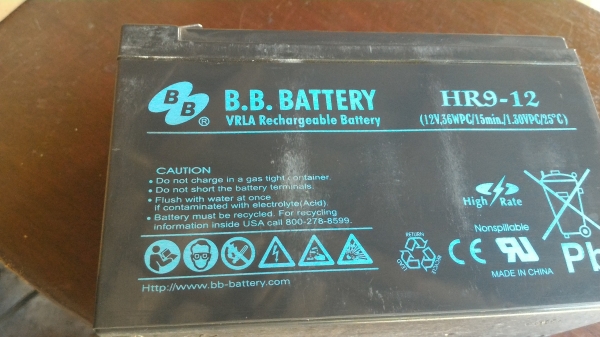 BB ®
B.B. BATTERY
VRLA Rechargeable Battery
HR9-12
(12V,36WPC/15min./1.30VPC/25°C)
CAUTION
• Do not charge in a gas tight container.
• Do not short the battery terminals.
• Flush with water at once
if contaminated with electrolyte(Acid).
• Battery must be recycled. For recycling
information inside USA call 800-278-8599.
High Rate
Nonspillable
RETURN
RECYCLE
CE
MADE IN CHINA
Pb
Http://www.bb-battery.com